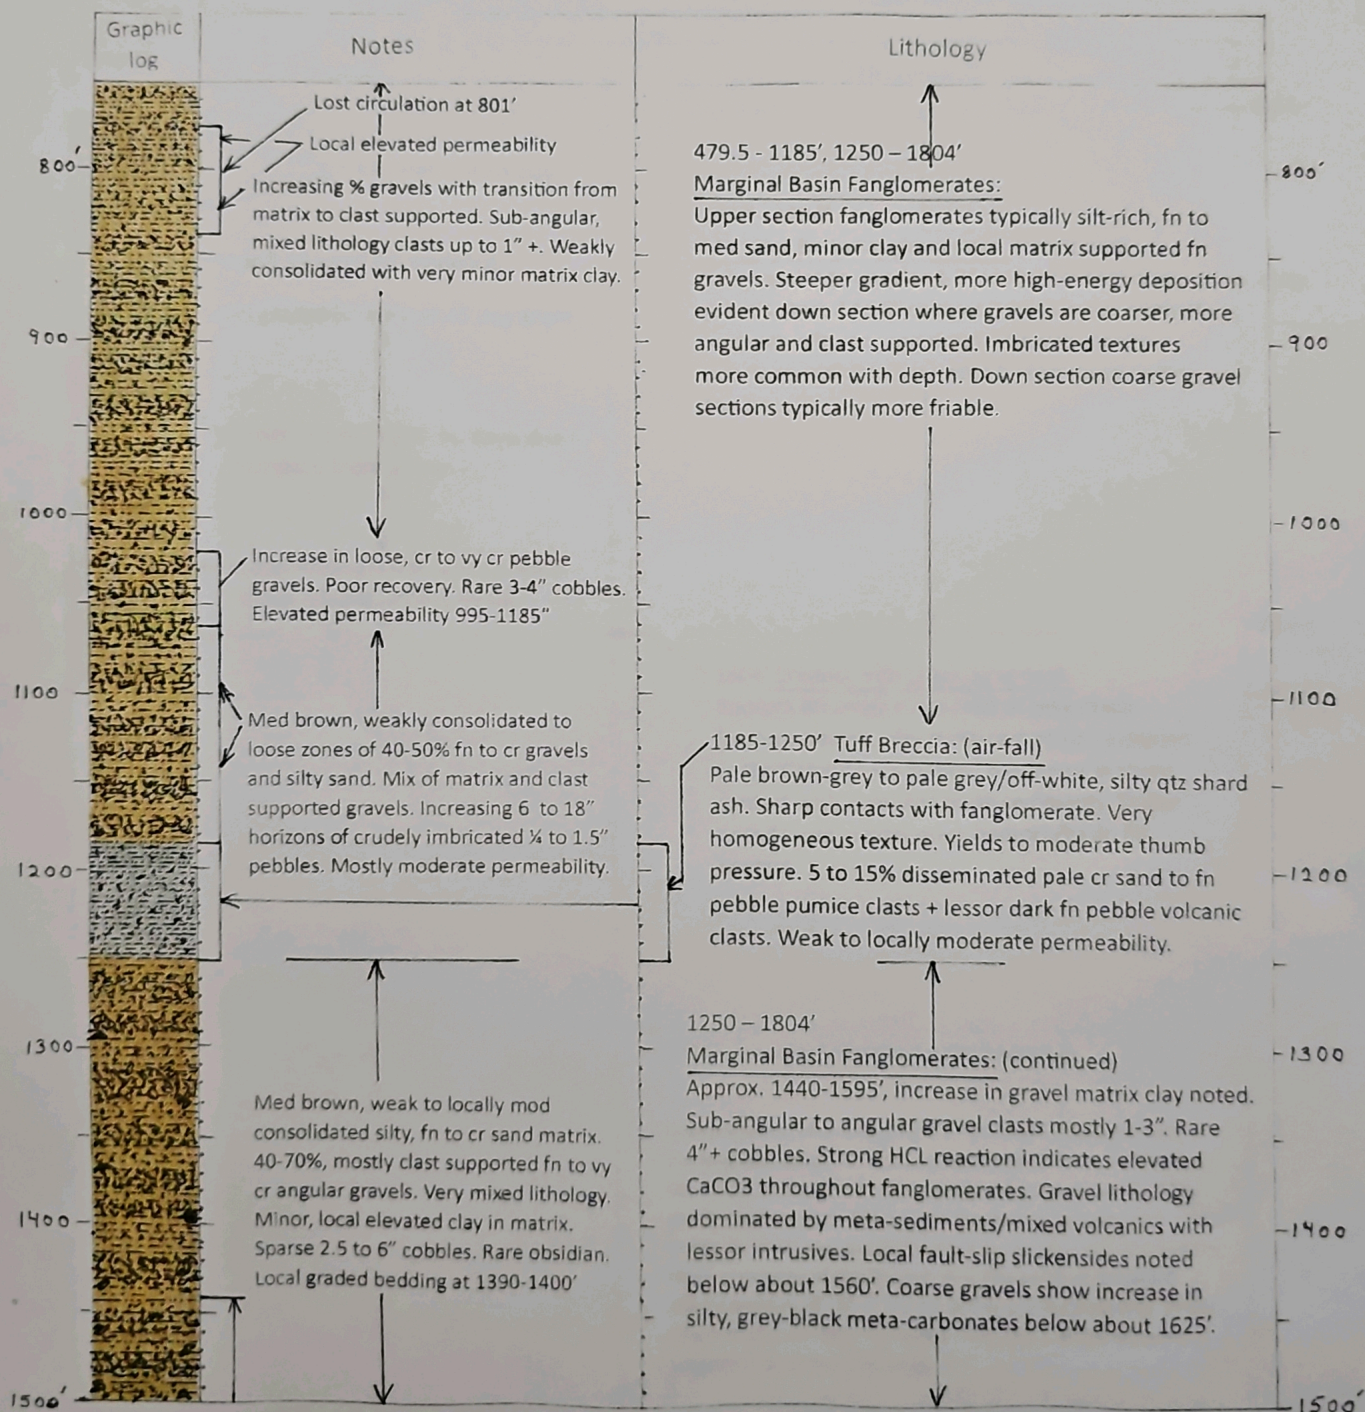 Graphic
log
Notes
Lithology
Lost circulation at 801'
Local elevated permeability
Increasing % gravels with transition from
matrix to clast supported. Sub-angular,
mixed lithology clasts up to 1" +. Weakly
consolidated with very minor matrix clay.
Increase in loose, cr to vy cr pebble
gravels. Poor recovery. Rare 3-4" cobbles.
Elevated permeability 995-1185"
Med brown, weakly consolidated to
loose zones of 40-50% fn to cr gravels
and silty sand. Mix of matrix and clast
supported gravels. Increasing 6 to 18"
horizons of crudely imbricated ¼ to 1.5"
pebbles. Mostly moderate permeability.
Med brown, weak to locally mod
consolidated silty, fn to cr sand matrix.
40-70%, mostly clast supported fn to vy
cr angular gravels. Very mixed lithology.
Minor, local elevated clay in matrix.
Sparse 2.5 to 6" cobbles. Rare obsidian.
Local graded bedding at 1390-1400'
479.5 - 1185', 1250 – 1804'
Marginal Basin Fanglomerates:
Upper section fanglomerates typically silt-rich, fn to
med sand, minor clay and local matrix supported fn
gravels. Steeper gradient, more high-energy deposition
evident down section where gravels are coarser, more
angular and clast supported. Imbricated textures
more common with depth. Down section coarse gravel
sections typically more friable.
1185-1250' Tuff Breccia: (air-fall)
Pale brown-grey to pale grey/off-white, silty qtz shard
ash. Sharp contacts with fanglomerate. Very
homogeneous texture. Yields to moderate thumb
pressure. 5 to 15% disseminated pale cr sand to fn
pebble pumice clasts + lessor dark fn pebble volcanic
clasts. Weak to locally moderate permeability.
1250 – 1804'
Marginal Basin Fanglomerates: (continued)
Approx. 1440-1595', increase in gravel matrix clay noted.
Sub-angular to angular gravel clasts mostly 1-3". Rare
4"+ cobbles. Strong HCL reaction indicates elevated
CaCO3 throughout fanglomerates. Gravel lithology
dominated by meta-sediments/mixed volcanics with
lessor intrusives. Local fault-slip slickensides noted
below about 1560'. Coarse gravels show increase in
silty, grey-black meta-carbonates below about 1625'.
800'
900
1000
1100
1200
1300
1400
1500'
800'
900
1000
1100
1200
1300
1400
1500'